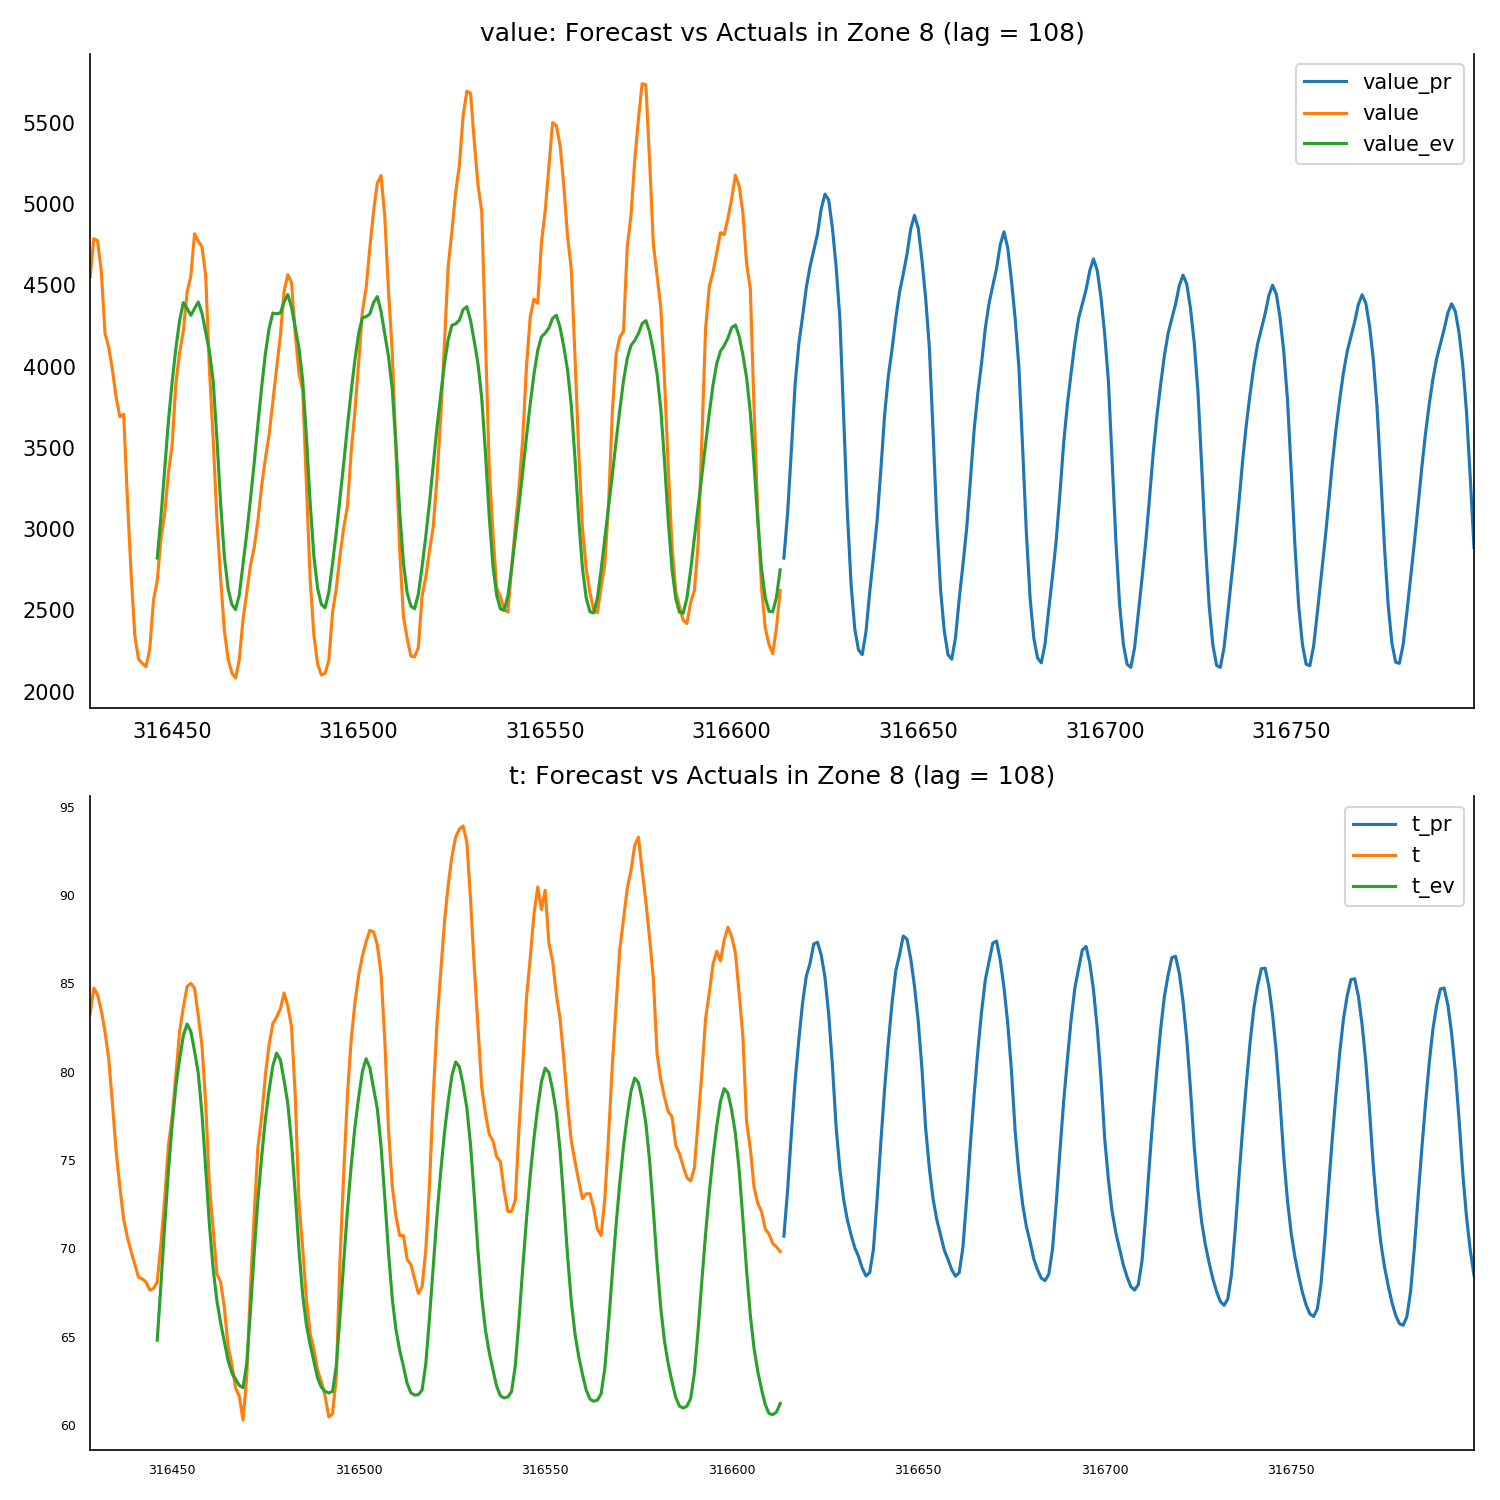 value: Forecast vs Actuals in Zone 8 (lag = 108)
value_pr
value
value_ev
5500
5000
4500
4000
3500
3000
2500
2000
316450 316500 316550 316600 316650 316700 316750
t: Forecast vs Actuals in Zone 8 (lag = 108)
t_pr
t
t_ev
95
90
85
80
75
70
65
60
316450 316500 316550 316600 316650 316700 316750